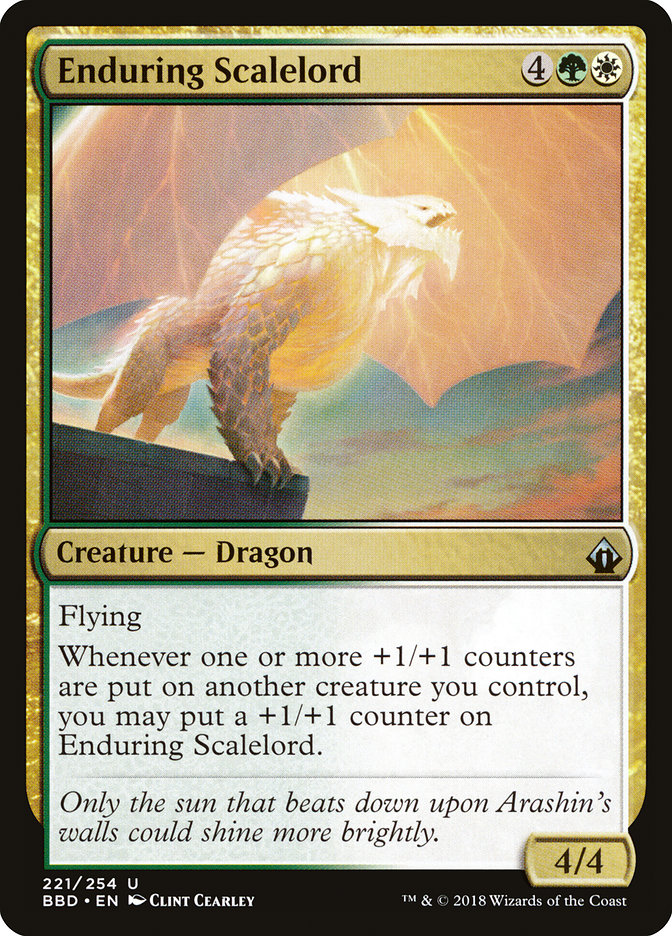 Enduring Scalelord 4
Creature — Dragon
Flying
Whenever one or more +1/+1 counters
are put on another creature you control,
you may put a +1/+1 counter on
Enduring Scalelord.
Only the sun that beats down upon Arashin's
walls could shine more brightly.
4/4
221/254 U
BBD • EN Clint Cearley
™ & © 2018 Wizards of the Coast